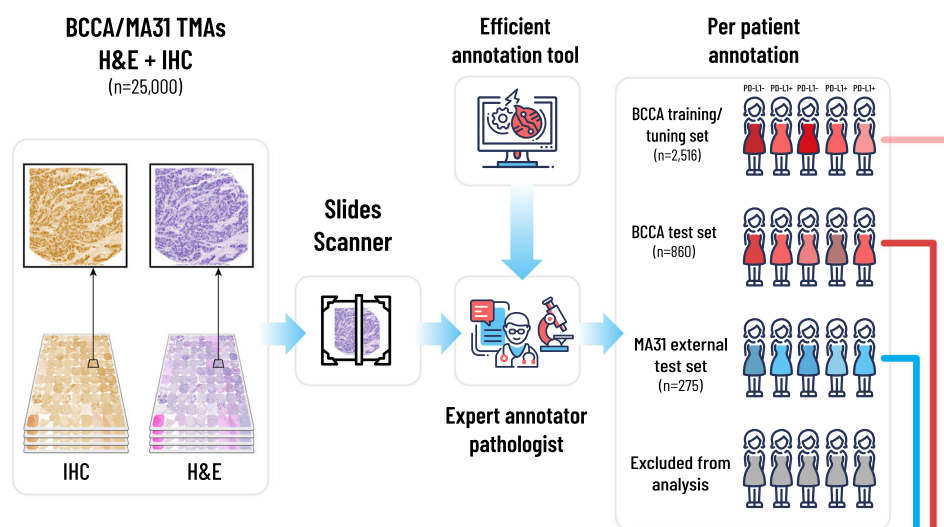 BCCA/MA31 TMAs
H&E + IHC
(n=25,000)
IHC
H&E
Slides
Scanner
Efficient
annotation tool
Expert annotator
pathologist
Per patient
annotation
PD-L1- PD-L1+ PD-L1- PD-L1+ PD-L1+
BCCA training/
tuning set
(n=2,516)
BCCA test set
(n=860)
MA31 external
test set
(n=275)
Excluded from
analysis